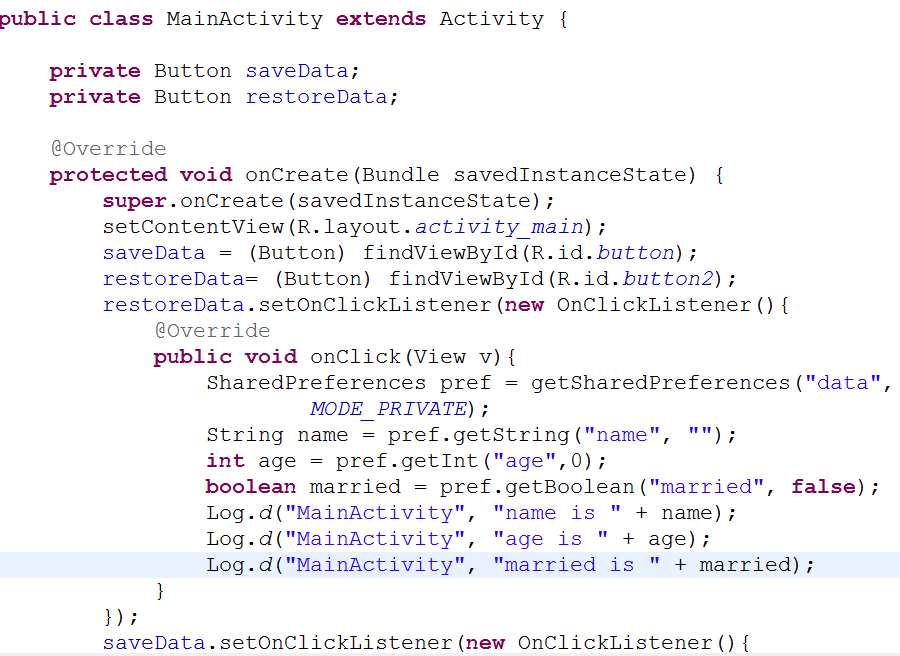 public class MainActivity extends Activity {
private Button saveData;
private Button restoreData;
@Override
protected void onCreate(Bundle savedInstanceState) {
super.onCreate(savedInstanceState);
setContentView(R.layout.activity_main);
saveData = (Button) findViewById(R.id.button);
restoreData= (Button) findViewById(R.id.button2);
restoreData.setOnClickListener(new OnClickListener(){
@Override
public void onClick(View v){
SharedPreferences pref = getSharedPreferences("data",
MODE_PRIVATE);
String name = pref.getString("name", "");
int age = pref.getInt("age",0);
boolean married = pref.getBoolean("married", false);
Log.d("MainActivity", "name is " + name);
Log.d("MainActivity", "age is " + age);
Log.d("MainActivity", "married is " + married);
}
});
saveData.setOnClickListener(new OnClickListener(){